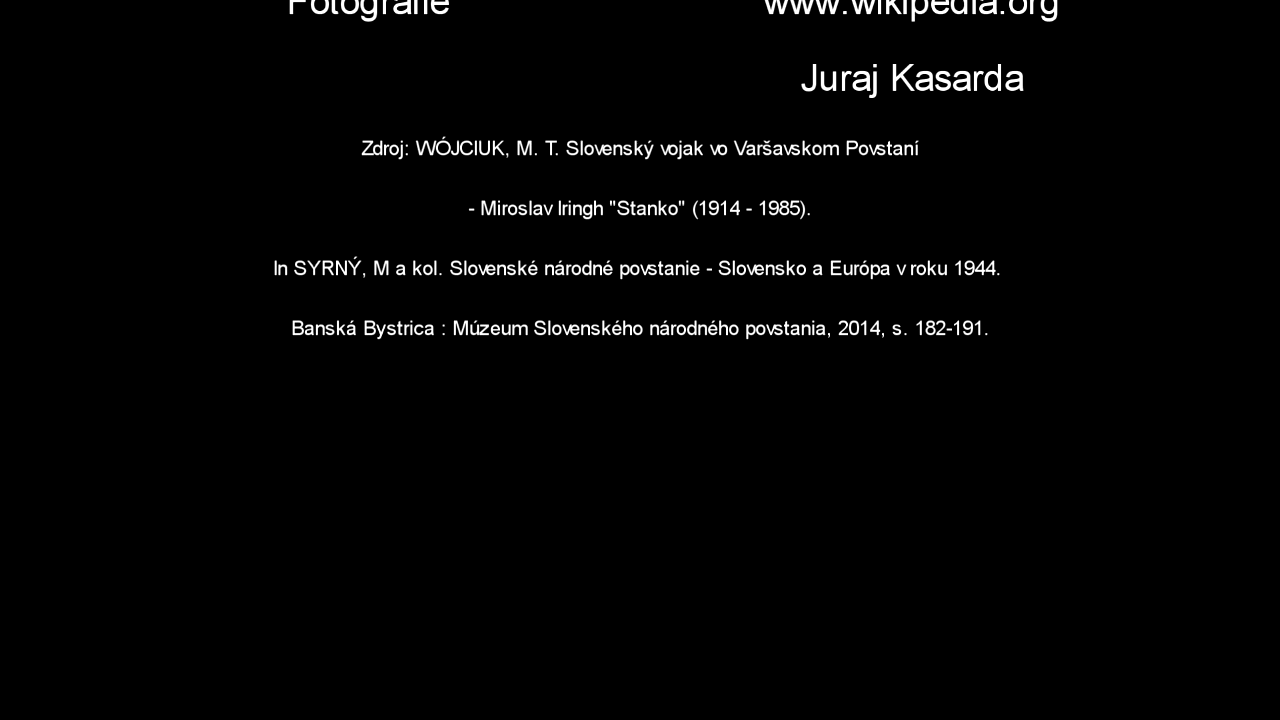 Fotografie www.wikipedia.org
Juraj Kasarda
Zdroj: WÓJCIUK, M. T. Slovenský vojak vo Varšavskom Povstaní
- Miroslav Iringh "Stanko" (1914 - 1985).
In SYRNÝ, M a kol. Slovenské národné povstanie - Slovensko a Európa v roku 1944.
Banská Bystrica : Múzeum Slovenského národného povstania, 2014, s. 182-191.